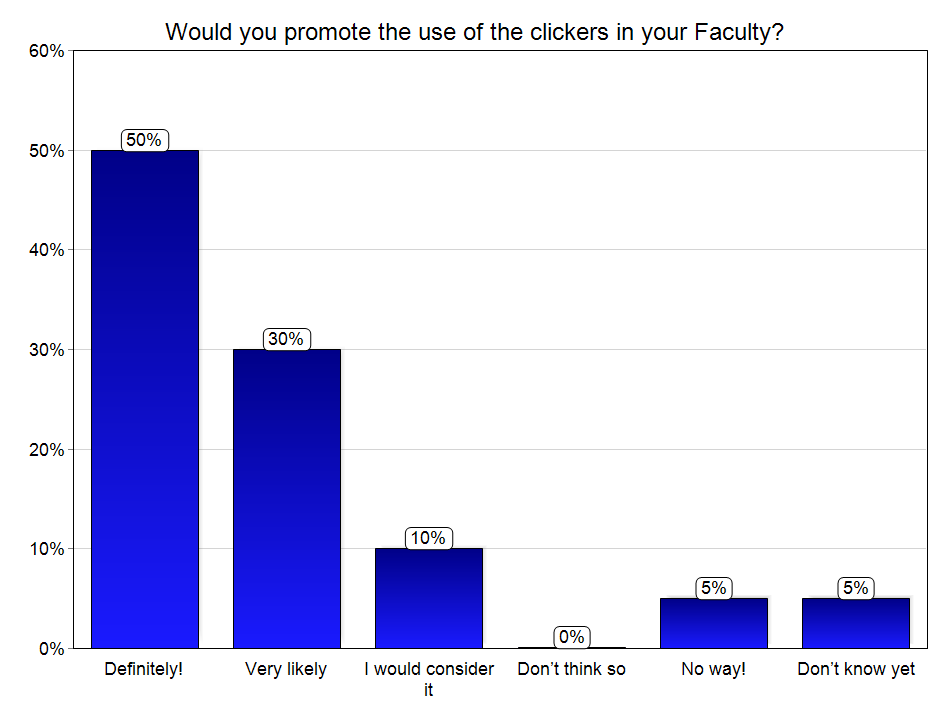 Would you promote the use of the clickers in your Faculty?
60%
50%
40%
30%
20%
10%
0%
50%
30%
10%
0%
5%
5%
Definitely!
Very likely
I would consider
it
Don’t think so
No way!
Don’t know yet